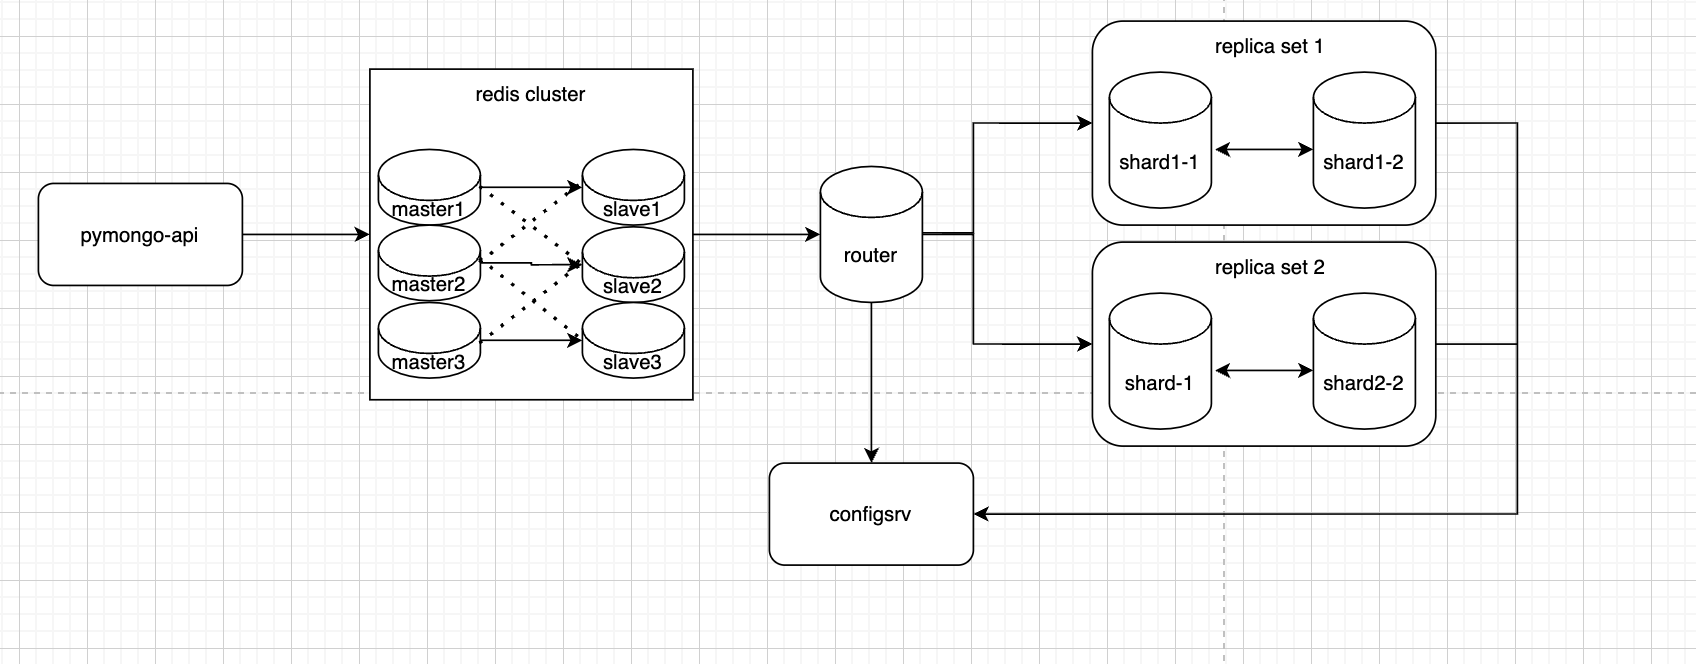 pymongo-api
redis cluster
master1
slave1
master2
slave2
master3
slave3
router
configsrv
replica set 1
shard1-1
shard1-2
replica set 2
shard-1
shard2-2